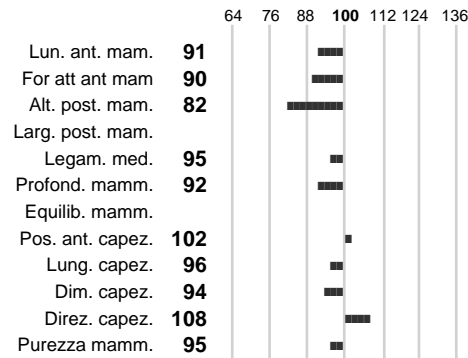 64 76 88 100 112 124 136
Lun. ant. mam. 91
For att ant mam 90
Alt. post. mam. 82
Larg. post. mam.
Legam. med. 95
Profond. mamm. 92
Equilib. mamm.
Pos. ant. capez. 102
Lung. capez. 96
Dim. capez. 94
Direz. capez. 108
Purezza mamm. 95